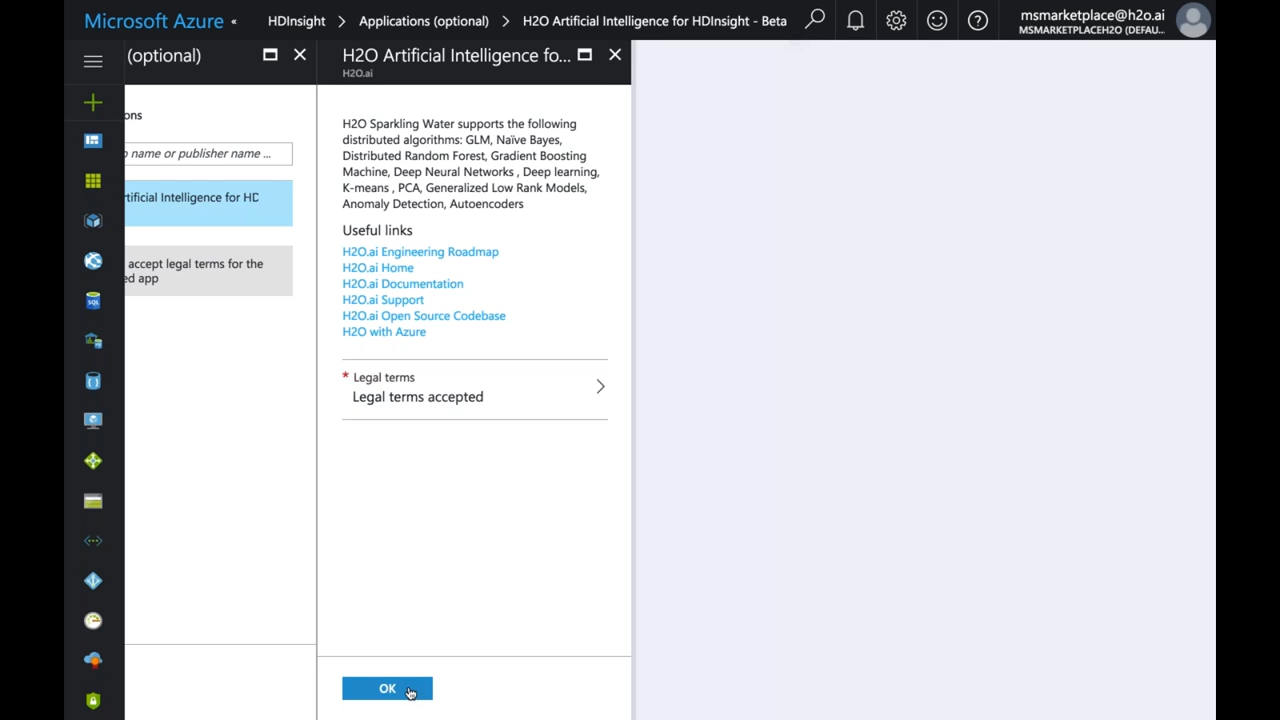 Microsoft Azure « HDInsight > Applications (optional) > H2O Artificial Intelligence for HDInsight - Beta
msmarketplace@h2o.ai
MSMARKETPLACEH2O (DEFAU...
(optional)
ons
name or publisher name ...
rtificial Intelligence for HD
accept legal terms for the
ed app
H2O Artificial Intelligence fo...
H2O.ai
H2O Sparkling Water supports the following
distributed algorithms: GLM, Naïve Bayes,
Distributed Random Forest, Gradient Boosting
Machine, Deep Neural Networks , Deep learning,
K-means , PCA, Generalized Low Rank Models,
Anomaly Detection, Autoencoders
Useful links
H2O.ai Engineering Roadmap
H2O.ai Home
H2O.ai Documentation
H2O.ai Support
H2O.ai Open Source Codebase
H2O with Azure
* Legal terms
Legal terms accepted
OK